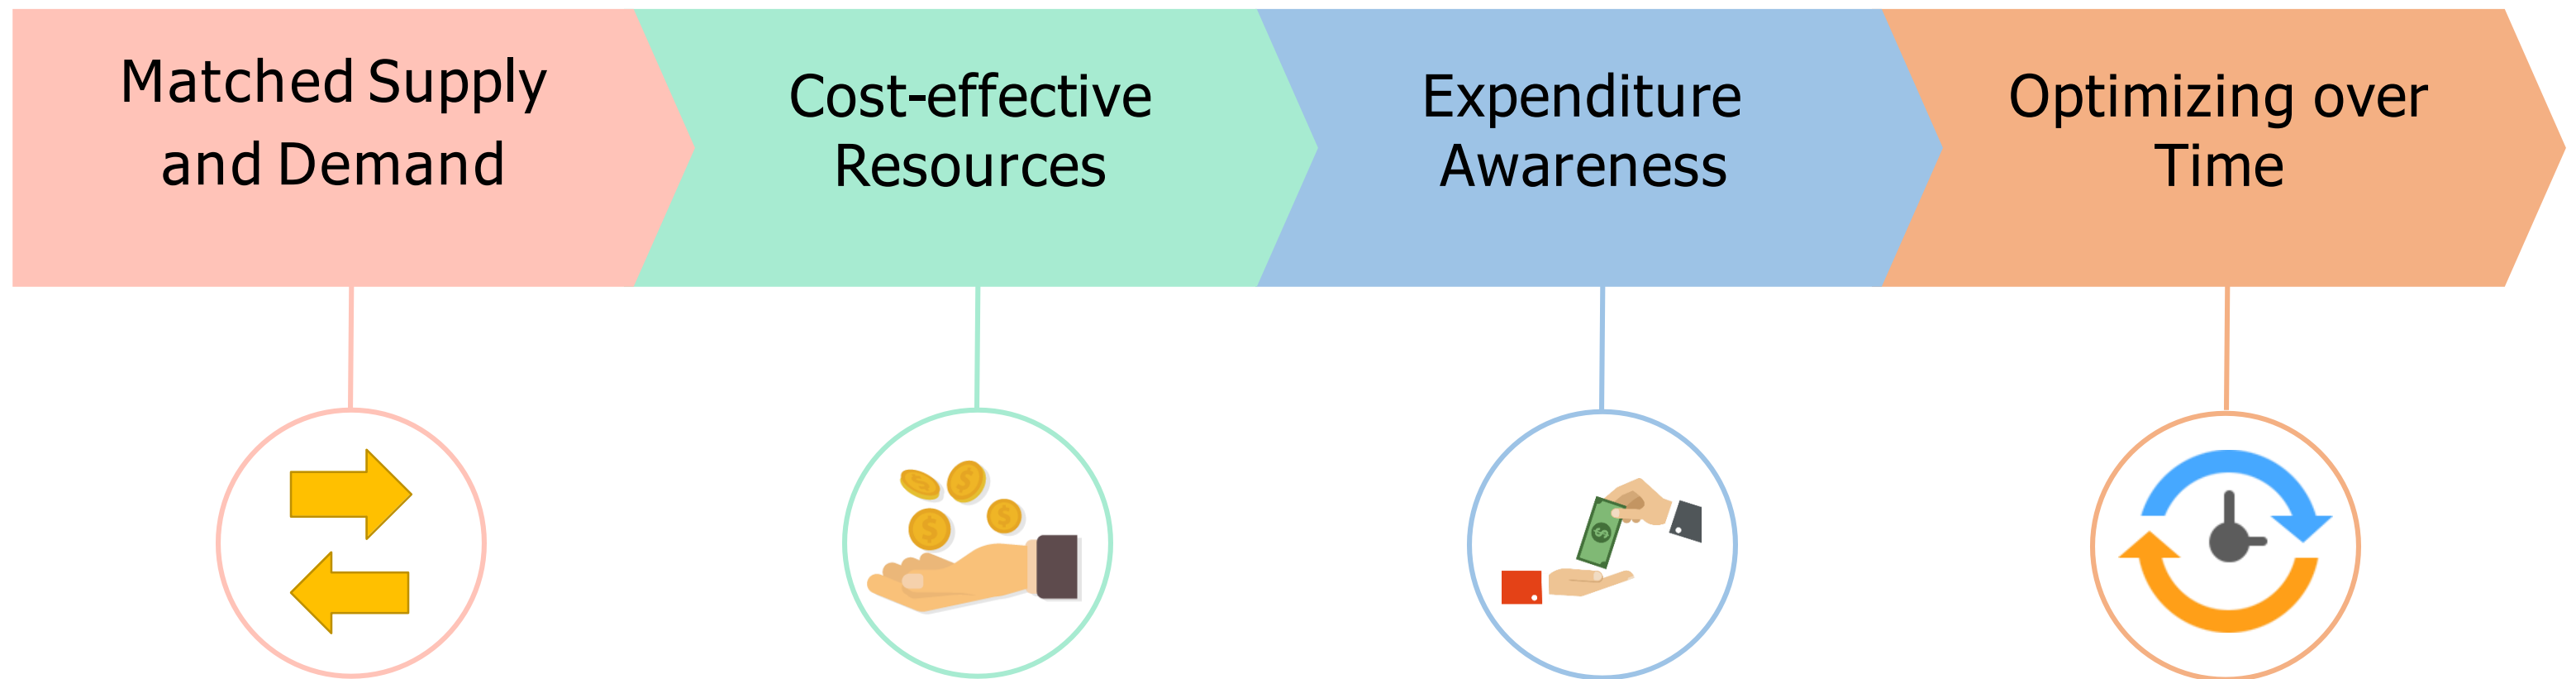 Matched Supply
and Demand
Cost-effective
Resources
Expenditure
Awareness
Optimizing over
Time